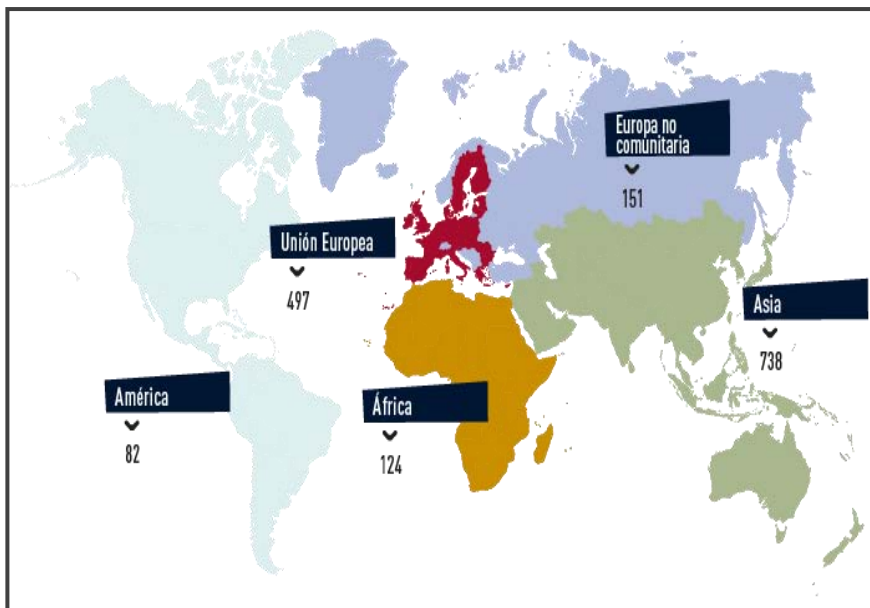 Europa no
comunitaria
151
Unión Europea
497
Asia
738
América
82
África
124